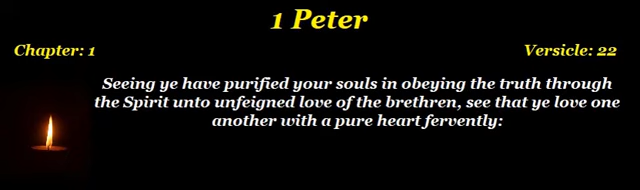 1 Peter
Chapter: 1
Versicle: 22
Seeing ye have purified your souls in obeying the truth through
the Spirit unto unfeigned love of the brethren, see that ye love one
another with a pure heart fervently: